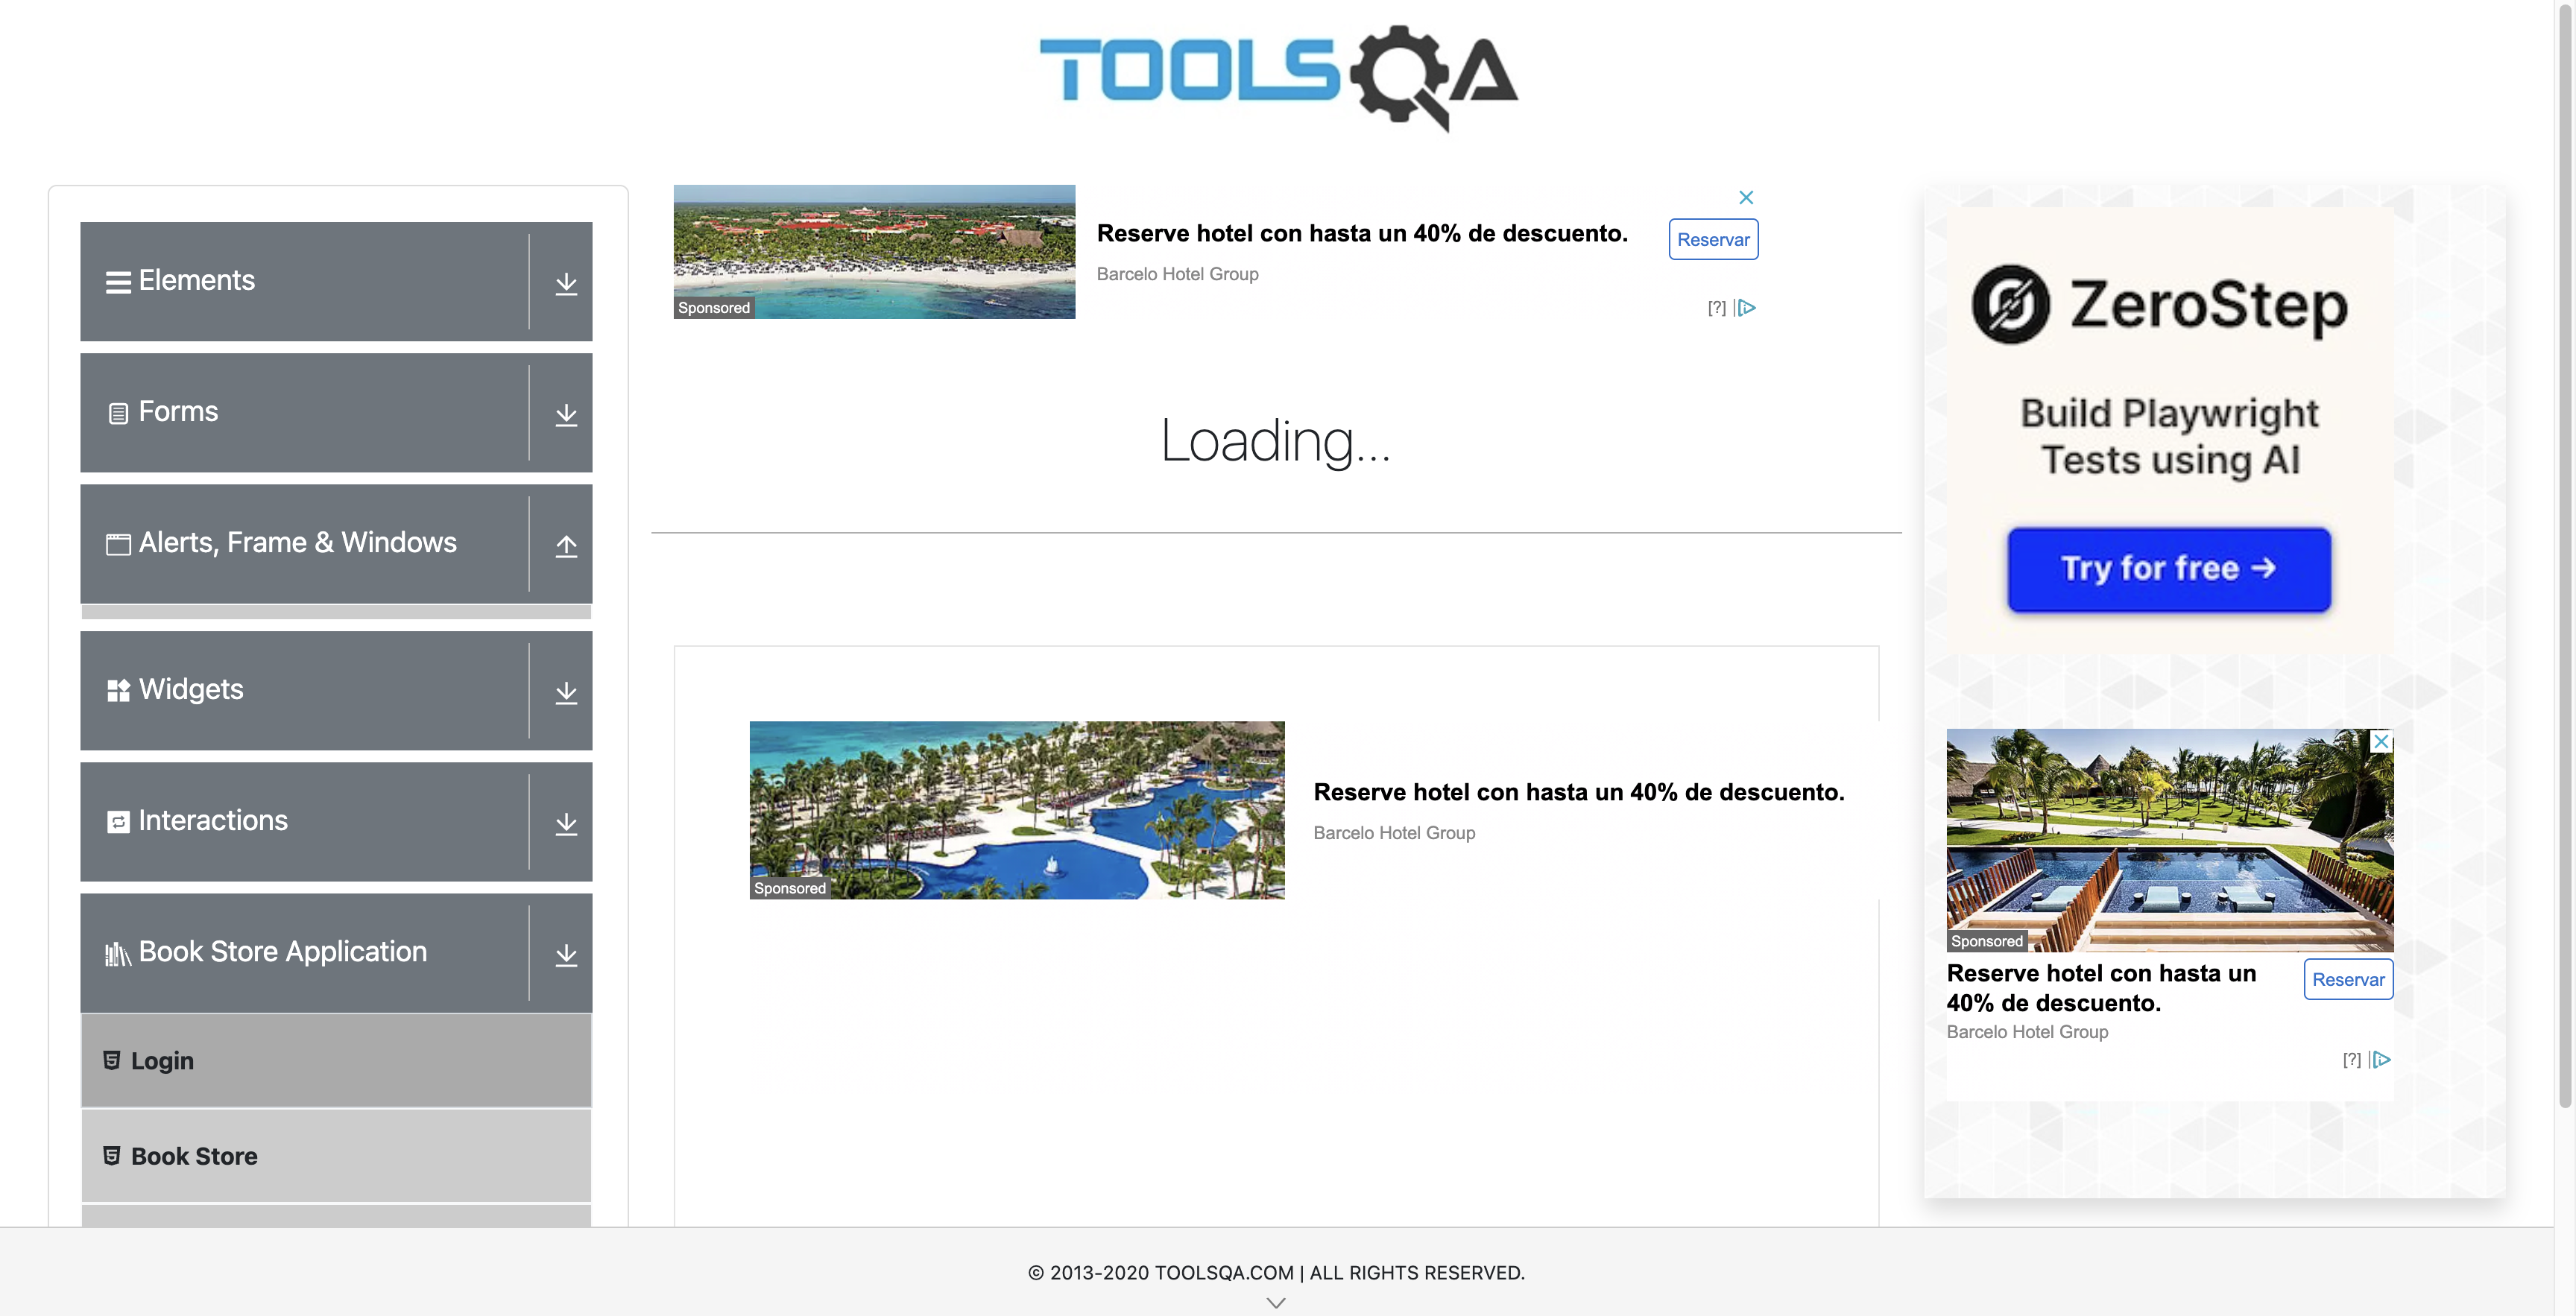 TOOLSQA
Elements
Forms
Alerts, Frame & Windows
Widgets
Interactions
Book Store Application
Login
Book Store
Sponsored
Reserve hotel con hasta un 40% de descuento.
Barcelo Hotel Group
Reservar
[?]
Loading...
Sponsored
Reserve hotel con hasta un 40% de descuento.
Barcelo Hotel Group
ZeroStep
Build Playwright
Tests using AI
Try for free →
Sponsored
Reserve hotel con hasta un
40% de descuento.
Reservar
Barcelo Hotel Group
[?]
© 2013-2020 TOOLSQA.COM | ALL RIGHTS RESERVED.